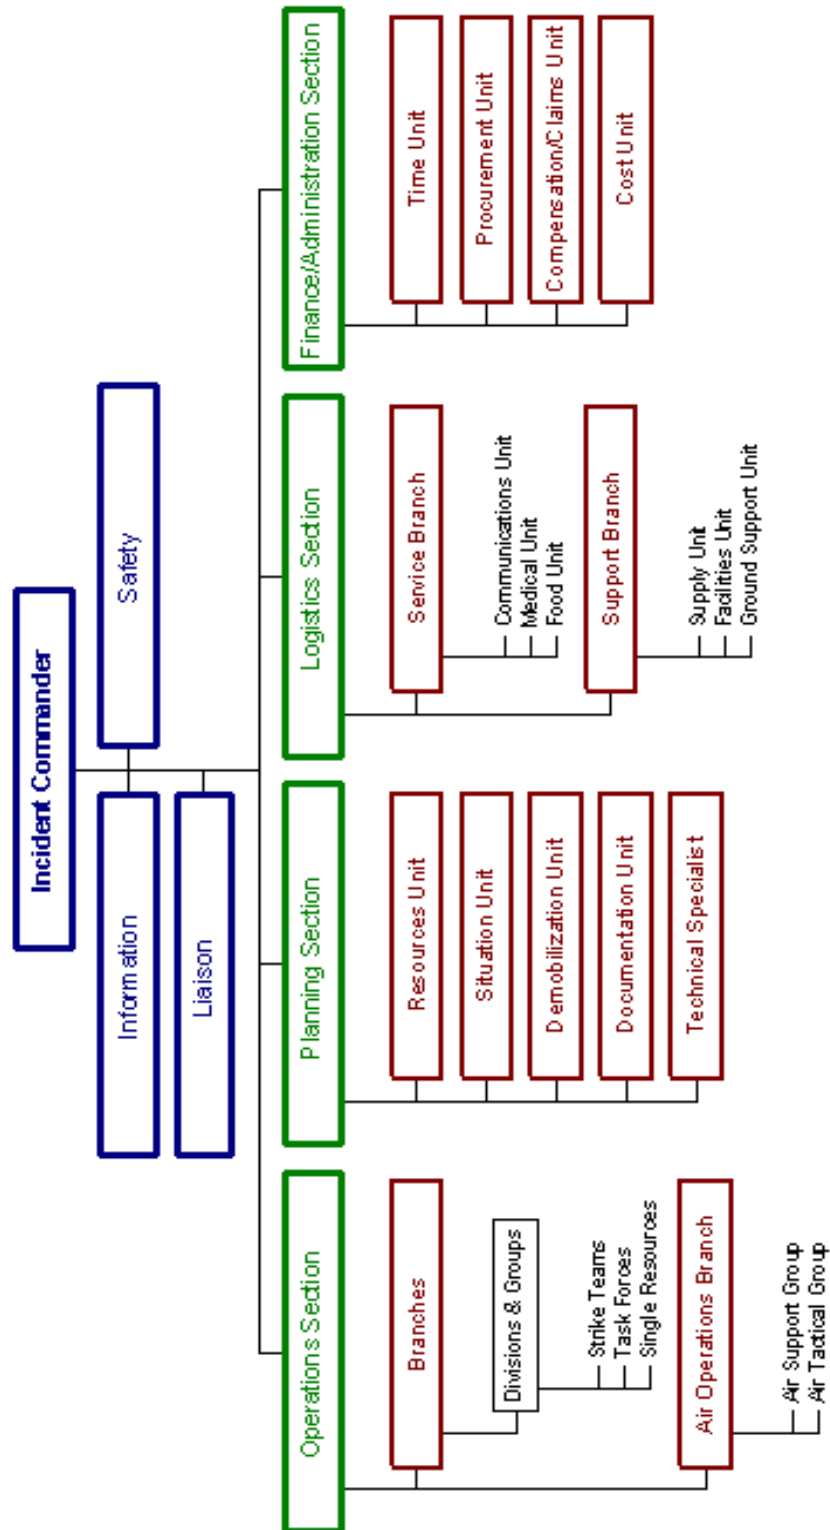 Incident Commander
Information
Safety
Liaison
Operations Section
Branches
Divisions & Groups
Strike Teams
Task Forces
Single Resources
Air Operations Branch
Air Support Group
Air Tactical Group
Planning Section
Resources Unit
Situation Unit
Demobilization Unit
Documentation Unit
Technical Specialist
Logistics Section
Service Branch
Communications Unit
Medical Unit
Food Unit
Support Branch
Supply Unit
Facilities Unit
Ground Support Unit
Finance/Administration Section
Time Unit
Procurement Unit
Compensation/Claims Unit
Cost Unit